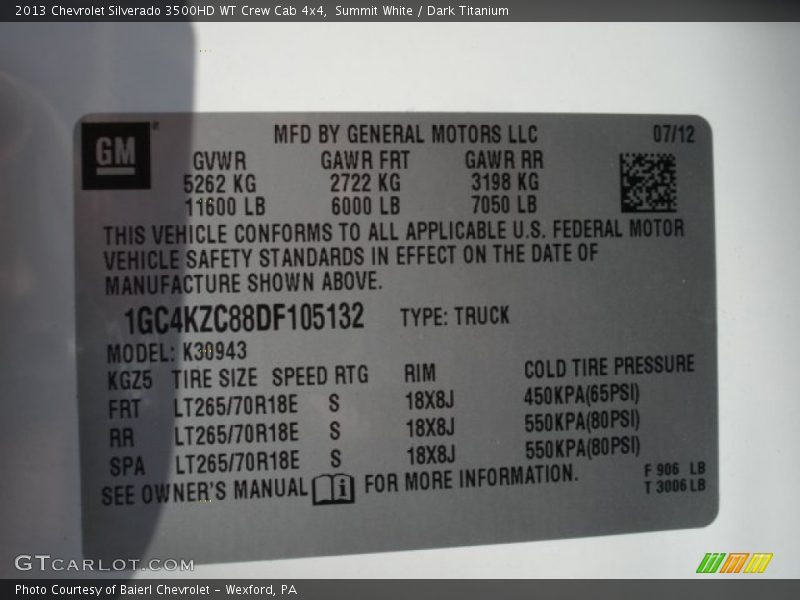 2013 Chevrolet Silverado 3500HD WT Crew Cab 4x4, Summit White / Dark Titanium
GM
MFD BY GENERAL MOTORS LLC 07/12
GVWR GAWR FRT GAWR RR
5262 KG 2722 KG 3198 KG
11600 LB 6000 LB 7050 LB
THIS VEHICLE CONFORMS TO ALL APPLICABLE U.S. FEDERAL MOTOR
VEHICLE SAFETY STANDARDS IN EFFECT ON THE DATE OF
MANUFACTURE SHOWN ABOVE.
1GC4KZC88DF105132 TYPE: TRUCK
MODEL: K30943
KGZ5 TIRE SIZE SPEED RTG RIM COLD TIRE PRESSURE
FRT LT265/70R18E S 18X8J 450KPA(65PSI)
RR LT265/70R18E S 18X8J 550KPA(80PSI)
SPA LT265/70R18E S 18X8J 550KPA(80PSI)
SEE OWNER'S MANUAL i FOR MORE INFORMATION.
F 906 LB
T 3006 LB
GTCARLOT.COM
Photo Courtesy of Baierl Chevrolet - Wexford, PA